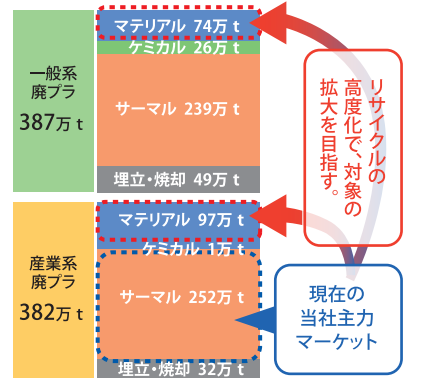 一般系
廃プラ
387万 t
マテリアル 74万 t
ケミカル 26万 t
サーマル 239万 t
埋立・焼却 49万 t
産業系
廃プラ
382万 t
マテリアル 97万 t
ケミカル 1万 t
サーマル 252万 t
埋立・焼却 32万 t
リサイクルの
高度化で、対象の
拡大を目指す。
現在の
当社主力
マーケット